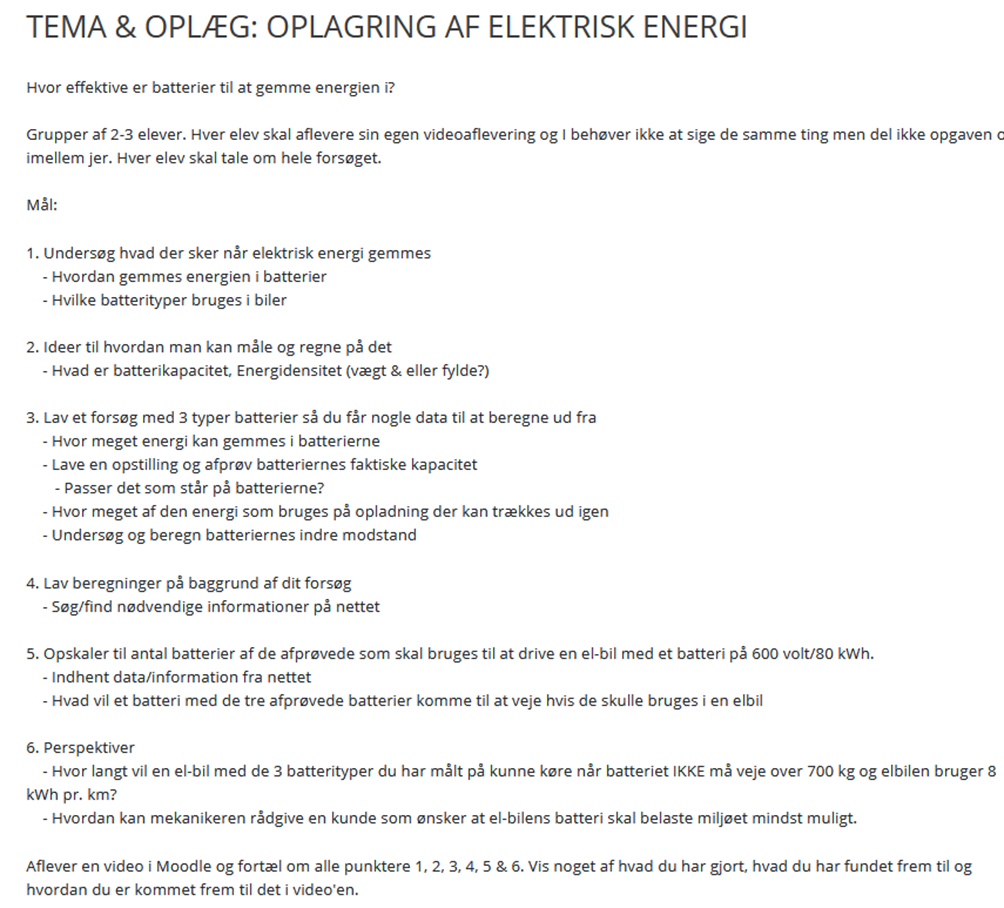 TEMA & OPLÆG: OPLAGRING AF ELEKTRISK ENERGI
Hvor effektive er batterier til at gemme energien i?
Grupper af 2-3 elever. Hver elev skal aflevere sin egen videoaflevering og I behøver ikke at sige de samme ting men del ikke opgaven
imellem jer. Hver elev skal tale om hele forsøget.
Mål:
1. Undersøg hvad der sker når elektrisk energi gemmes
- Hvordan gemmes energien i batterier
- Hvilke batterityper bruges i biler
2. Ideer til hvordan man kan måle og regne på det
- Hvad er batterikapacitet, Energidensitet (vægt & eller fylde?)
3. Lav et forsøg med 3 typer batterier så du får nogle data til at beregne ud fra
- Hvor meget energi kan gemmes i batterierne
- Lave en opstilling og afprøv batteriernes faktiske kapacitet
- Passer det som står på batterierne?
- Hvor meget af den energi som bruges på opladning der kan trækkes ud igen
- Undersøg og beregn batteriernes indre modstand
4. Lav beregninger på baggrund af dit forsøg
- Søg/find nødvendige informationer på nettet
5. Opskaler til antal batterier af de afprøvede som skal bruges til at drive en el-bil med et batteri på 600 volt/80 kWh.
- Indhent data/information fra nettet
- Hvad vil et batteri med de tre afprøvede batterier komme til at veje hvis de skulle bruges i en elbil
6. Perspektiver
- Hvor langt vil en el-bil med de 3 batterityper du har målt på kunne køre når batteriet IKKE må veje over 700 kg og elbilen bruger 8
kWh pr. km?
- Hvordan kan mekanikeren rådgive en kunde som ønsker at el-bilens batteri skal belaste miljøet mindst muligt.
Aflever en video i Moodle og fortæl om alle punktere 1, 2, 3, 4, 5 & 6. Vis noget af hvad du har gjort, hvad du har fundet frem til og
hvordan du er kommet frem til det i video'en.